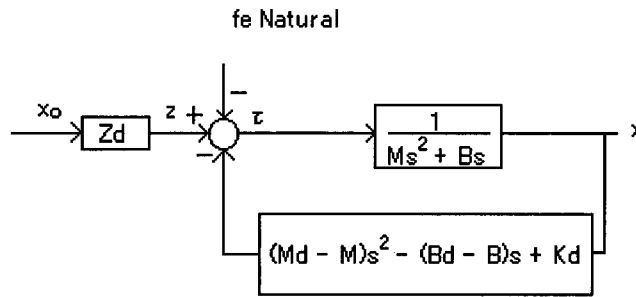 fe Natural
−
xo
Zd
z +
τ
−
1
Ms² + Bs
x
(Md - M)s² - (Bd - B)s + Kd